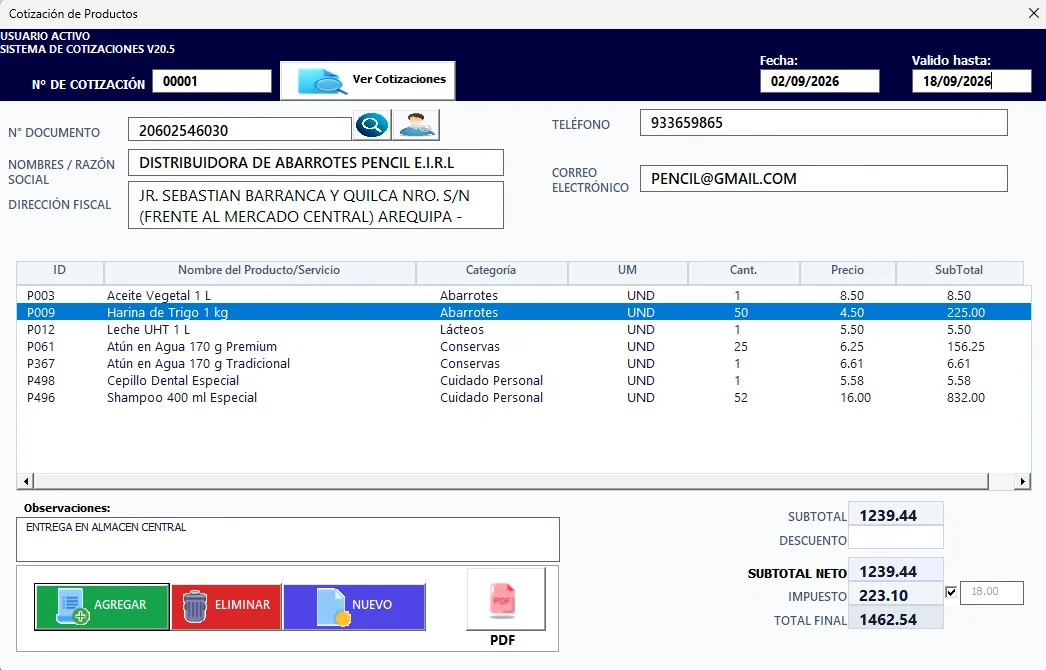 Cotización de Productos
USUARIO ACTIVO
SISTEMA DE COTIZACIONES V20.5
Nº DE COTIZACIÓN 00001 Ver Cotizaciones
Fecha: Valido hasta:
02/09/2026 18/09/2026
N° DOCUMENTO 20602546030
TELÉFONO 933659865
NOMBRES / RAZÓN SOCIAL DISTRIBUIDORA DE ABARROTES PENCIL E.I.R.L
CORREO ELECTRÓNICO PENCIL@GMAIL.COM
DIRECCIÓN FISCAL JR. SEBASTIAN BARRANCA Y QUILCA NRO. S/N
(FRENTE AL MERCADO CENTRAL) AREQUIPA -
ID Nombre del Producto/Servicio Categoría UM Cant. Precio SubTotal
P003 Aceite Vegetal 1 L Abarrotes UND 1 8.50 8.50
P009 Harina de Trigo 1 kg Abarrotes UND 50 4.50 225.00
P012 Leche UHT 1 L Lácteos UND 1 5.50 5.50
P061 Atún en Agua 170 g Premium Conservas UND 25 6.25 156.25
P367 Atún en Agua 170 g Tradicional Conservas UND 1 6.61 6.61
P498 Cepillo Dental Especial Cuidado Personal UND 1 5.58 5.58
P496 Shampoo 400 ml Especial Cuidado Personal UND 52 16.00 832.00
Observaciones:
ENTREGA EN ALMACEN CENTRAL
SUBTOTAL 1239.44
DESCUENTO
SUBTOTAL NETO 1239.44
IMPUESTO 223.10 18.00
TOTAL FINAL 1462.54
AGREGAR ELIMINAR NUEVO PDF
PDF